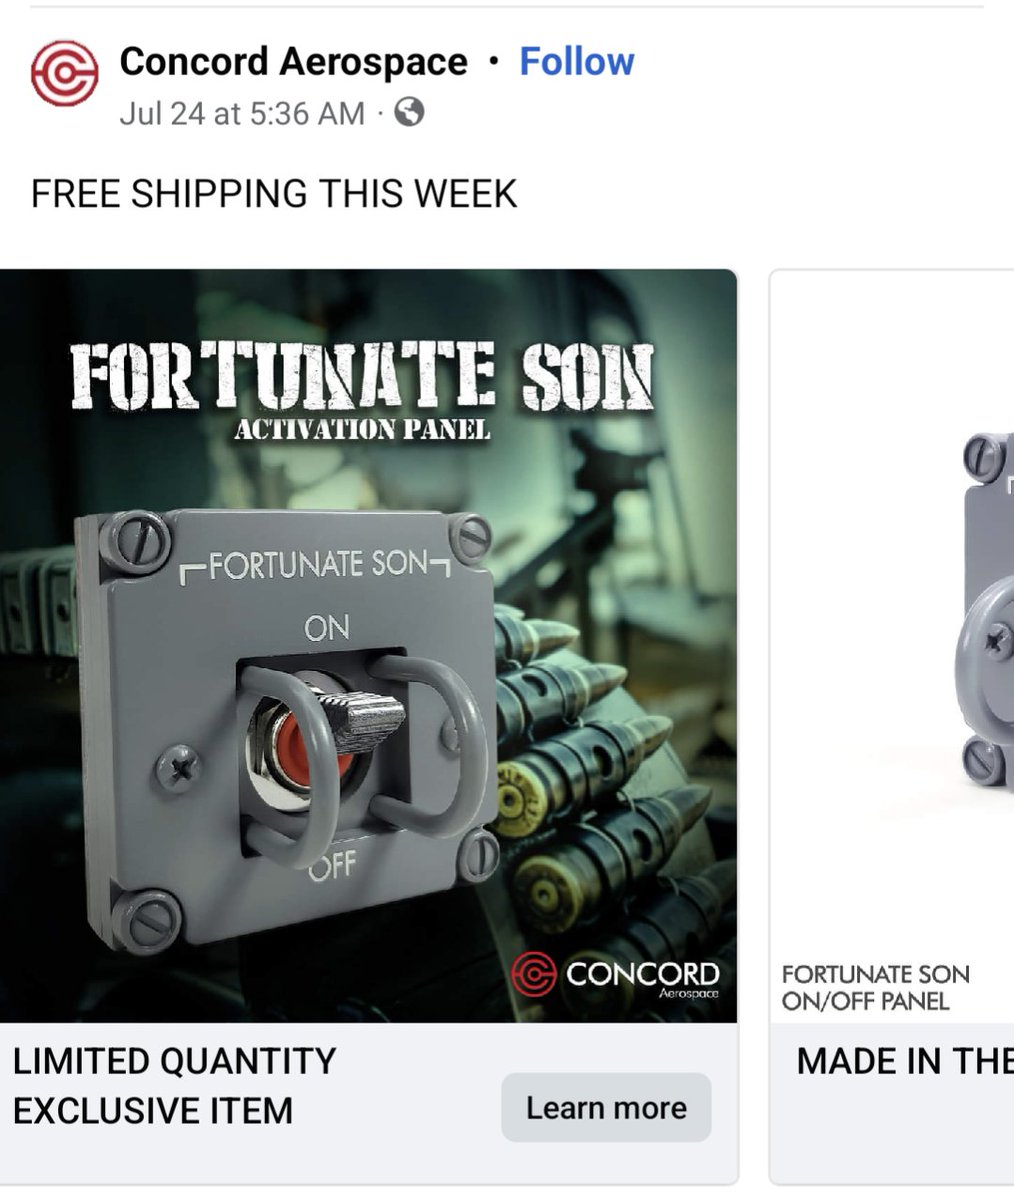 Concord Aerospace • Follow
Jul 24 at 5:36 AM ·
FREE SHIPPING THIS WEEK
FORTUNATE SON
ACTIVATION PANEL
FORTUNATE SON
ON
OFF
CONCORD
Aerospace
LIMITED QUANTITY
EXCLUSIVE ITEM
Learn more
FORTUNATE SON
ON/OFF PANEL
MADE IN THE